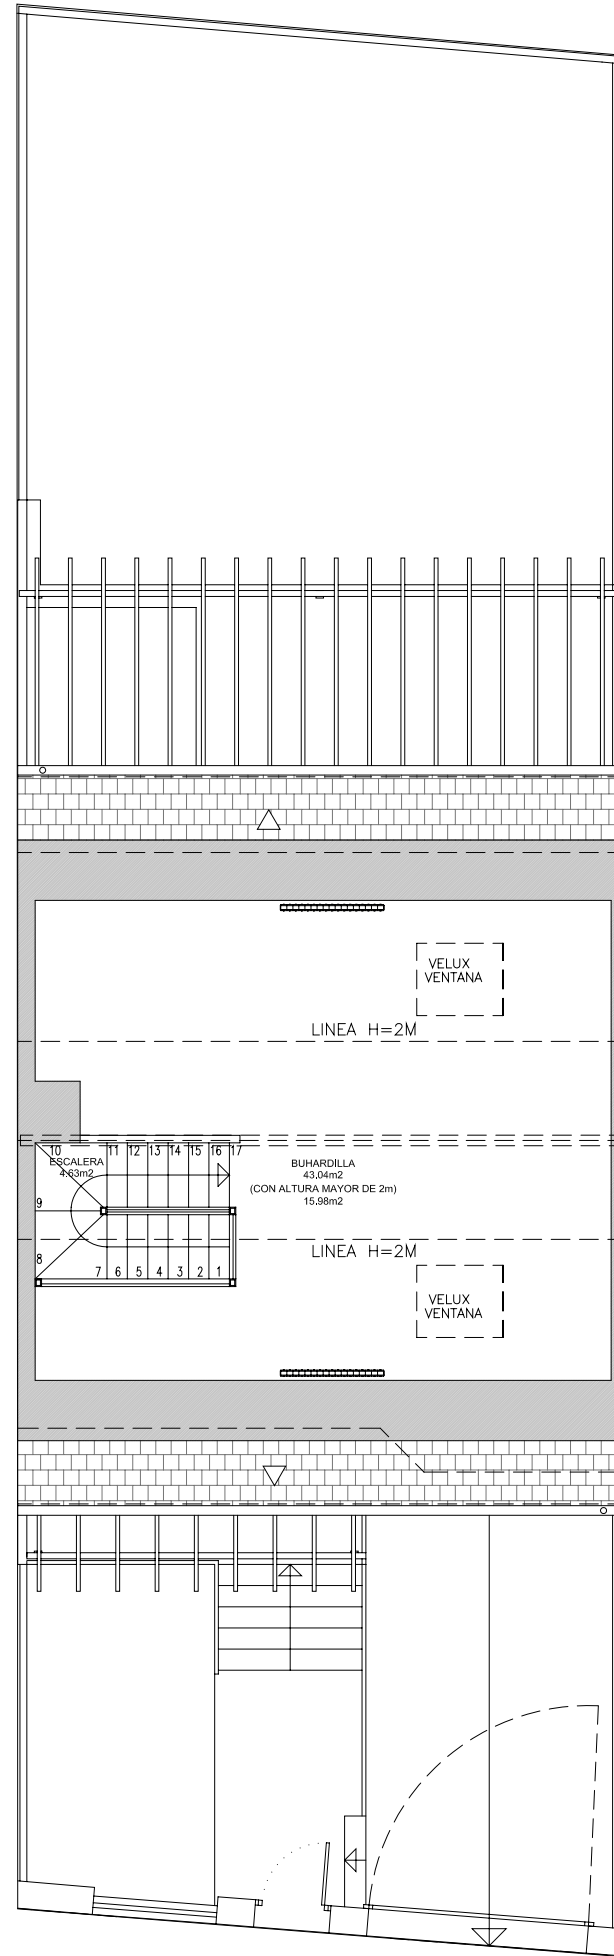 VELUX
VENTANA
LINEA H=2M
10 11 12 13 14 15 16 17
ESCALERA
4.63m2
BUHARDILLA
43.04m2
(CON ALTURA MAYOR DE 2m)
15.98m2
9
LINEA H=2M
8
7 6 5 4 3 2 1
VELUX
VENTANA